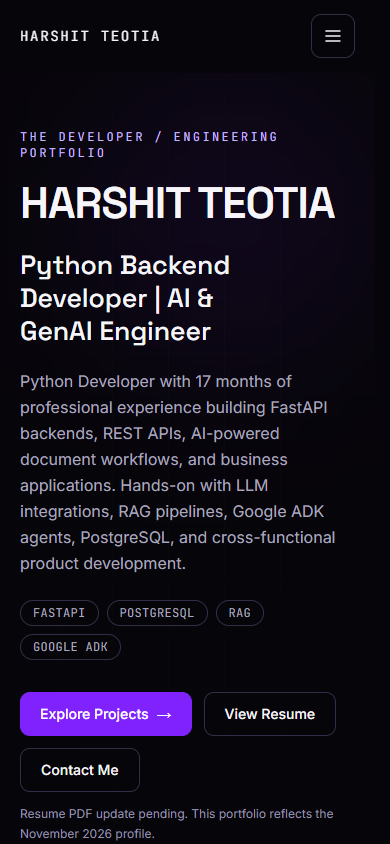 HARSHIT TEOTIA
THE DEVELOPER / ENGINEERING
PORTFOLIO
HARSHIT TEOTIA
Python Backend
Developer | AI &
GenAI Engineer
Python Developer with 17 months of
professional experience building FastAPI
backends, REST APIs, AI-powered
document workflows, and business
applications. Hands-on with LLM
integrations, RAG pipelines, Google ADK
agents, PostgreSQL, and cross-functional
product development.
FASTAPI POSTGRESQL RAG
GOOGLE ADK
Explore Projects → View Resume
Contact Me
Resume PDF update pending. This portfolio reflects the
November 2026 profile.